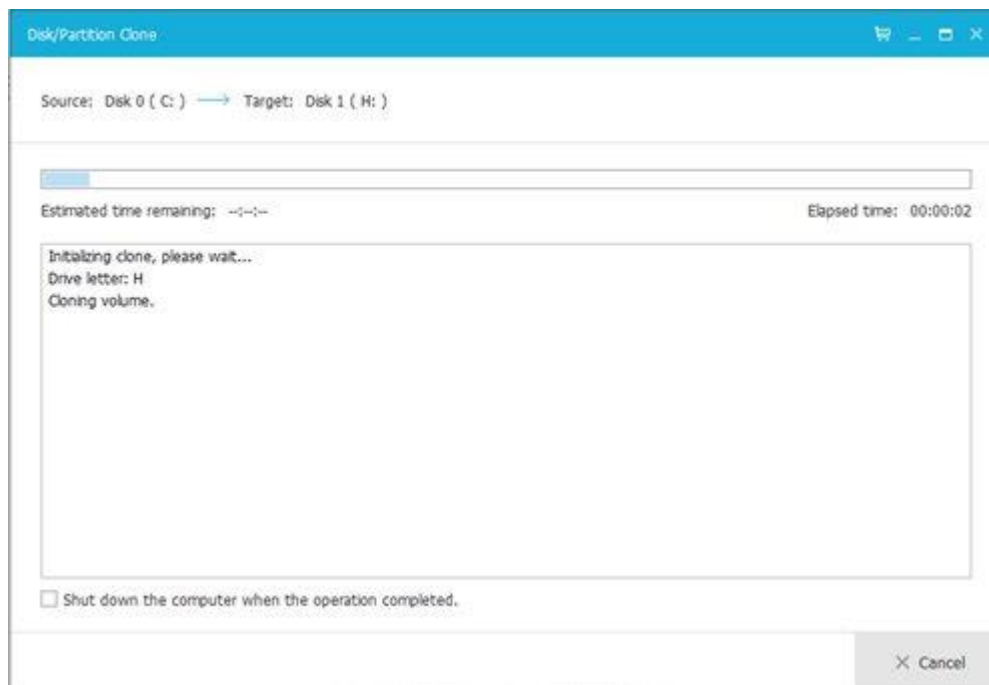 Disk/Partition Clone
Source: Disk 0 ( C: ) Target: Disk 1 ( H: )
Estimated time remaining: --:--:-- Elapsed time: 00:00:02
Initializing clone, please wait...
Drive letter: H
Cloning volume.
Shut down the computer when the operation completed.
Cancel